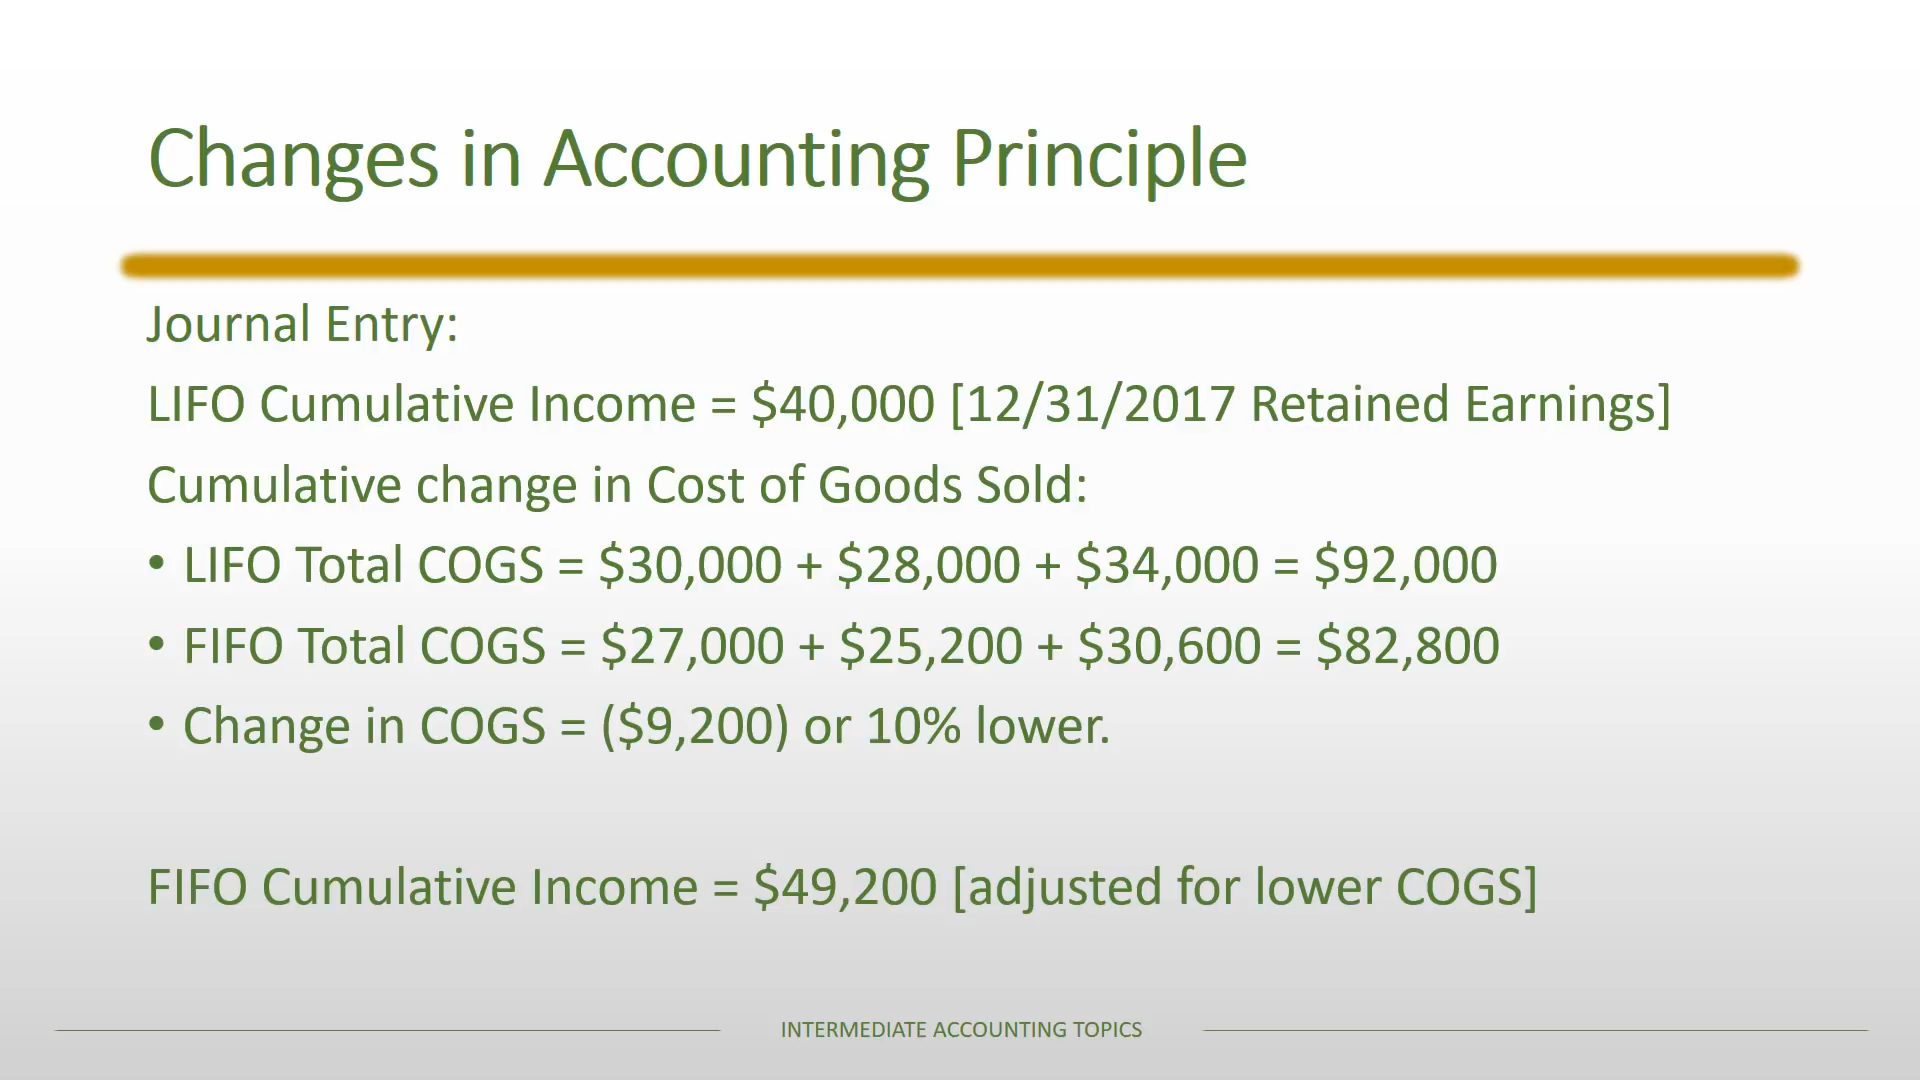 Changes in Accounting Principle
Journal Entry:
LIFO Cumulative Income = $40,000 [12/31/2017 Retained Earnings]
Cumulative change in Cost of Goods Sold:
• LIFO Total COGS = $30,000 + $28,000 + $34,000 = $92,000
• FIFO Total COGS = $27,000 + $25,200 + $30,600 = $82,800
• Change in COGS = ($9,200) or 10% lower.
FIFO Cumulative Income = $49,200 [adjusted for lower COGS]
INTERMEDIATE ACCOUNTING TOPICS